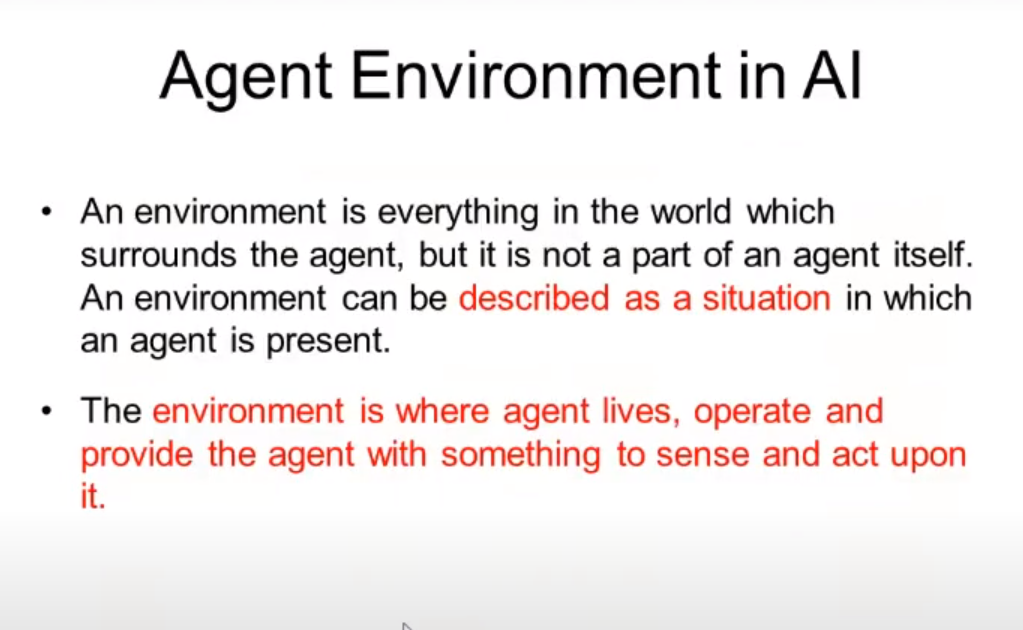 Agent Environment in AI
• An environment is everything in the world which
surrounds the agent, but it is not a part of an agent itself.
An environment can be described as a situation in which
an agent is present.
• The environment is where agent lives, operate and
provide the agent with something to sense and act upon
it.